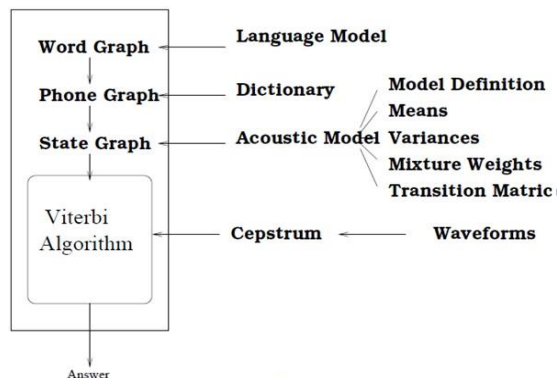 Word Graph
Language Model
Phone Graph
Dictionary
Model Definition
Means
State Graph
Acoustic Model
Variances
Mixture Weights
Transition Matric
Viterbi
Algorithm
Cepstrum
Waveforms
Answer